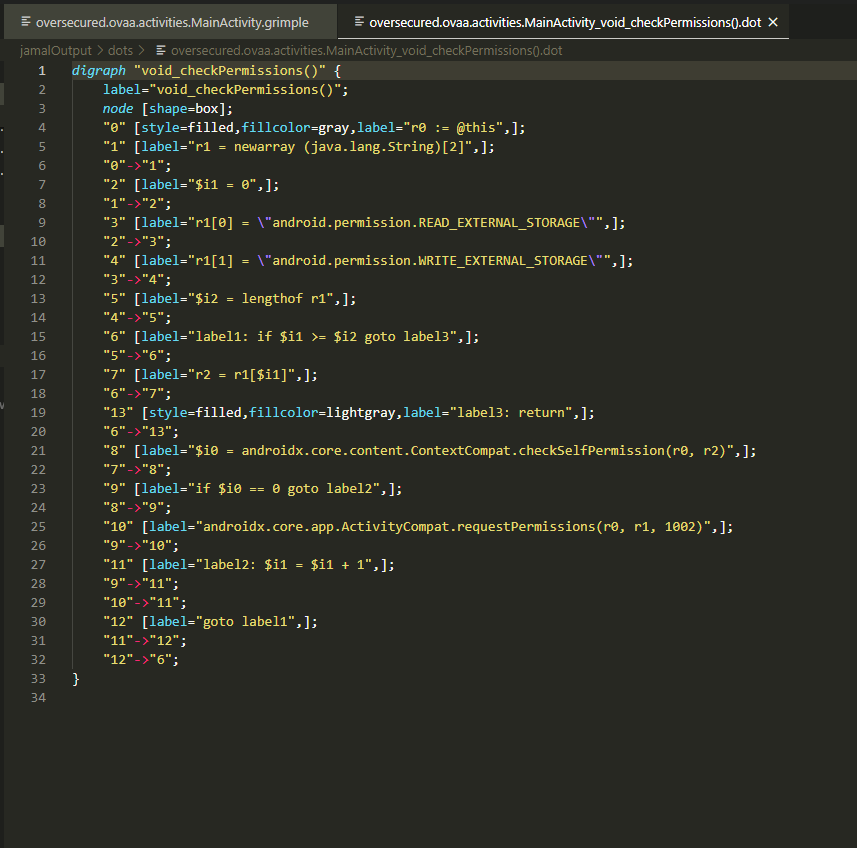 oversecured.ovaa.activities.MainActivity.grimple
oversecured.ovaa.activities.MainActivity_void_checkPermissions().dot ×
jamalOutput > dots > oversecured.ovaa.activities.MainActivity_void_checkPermissions().dot
1 digraph "void_checkPermissions()" {
2 label="void_checkPermissions()";
3 node [shape=box];
4 "0" [style=filled,fillcolor=gray,label="r0 := @this",];
5 "1" [label="r1 = newarray (java.lang.String)[2]",];
6 "0"->"1";
7 "2" [label="$i1 = 0",];
8 "1"->"2";
9 "3" [label="r1[0] = \"android.permission.READ_EXTERNAL_STORAGE\"",];
10 "2"->"3";
11 "4" [label="r1[1] = \"android.permission.WRITE_EXTERNAL_STORAGE\"",];
12 "3"->"4";
13 "5" [label="$i2 = lengthof r1",];
14 "4"->"5";
15 "6" [label="label1: if $i1 >= $i2 goto label3",];
16 "5"->"6";
17 "7" [label="r2 = r1[$i1]",];
18 "6"->"7";
19 "13" [style=filled,fillcolor=lightgray,label="label3: return",];
20 "6"->"13";
21 "8" [label="$i0 = androidx.core.content.ContextCompat.checkSelfPermission(r0, r2)",];
22 "7"->"8";
23 "9" [label="if $i0 == 0 goto label2",];
24 "8"->"9";
25 "10" [label="androidx.core.app.ActivityCompat.requestPermissions(r0, r1, 1002)",];
26 "9"->"10";
27 "11" [label="label2: $i1 = $i1 + 1",];
28 "9"->"11";
29 "10"->"11";
30 "12" [label="goto label1",];
31 "11"->"12";
32 "12"->"6";
33 }
34